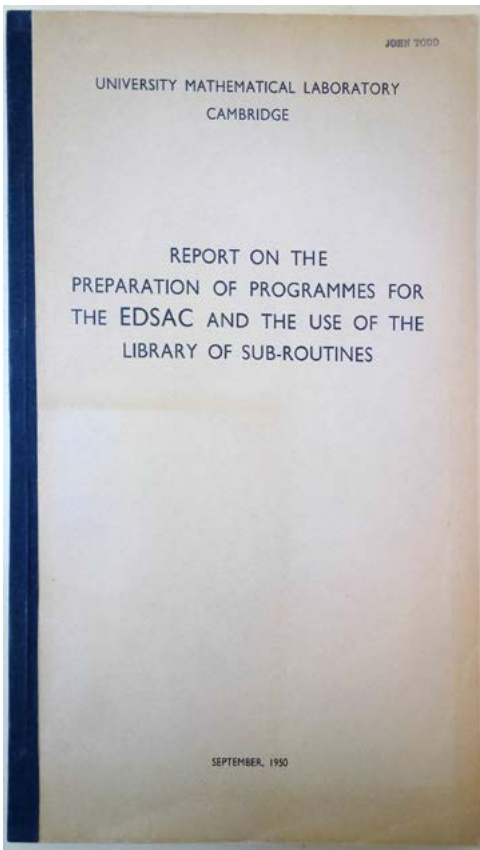 JOHN TODD
UNIVERSITY MATHEMATICAL LABORATORY
CAMBRIDGE
REPORT ON THE
PREPARATION OF PROGRAMMES FOR
THE EDSAC AND THE USE OF THE
LIBRARY OF SUB-ROUTINES
SEPTEMBER, 1950